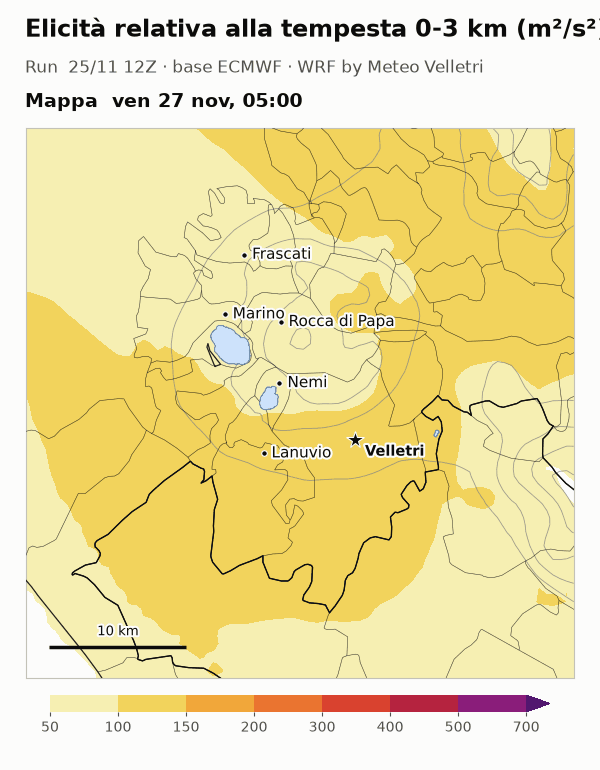 Elicità relativa alla tempesta 0-3 km (m²/s²)
Run  25/11 12Z · base ECMWF · WRF by Meteo Velletri
Mappa  ven 27 nov, 05:00
Frascati
Marino
Rocca di Papa
Nemi
Velletri
Lanuvio
10 km
50 100 150 200 300 400 500 700